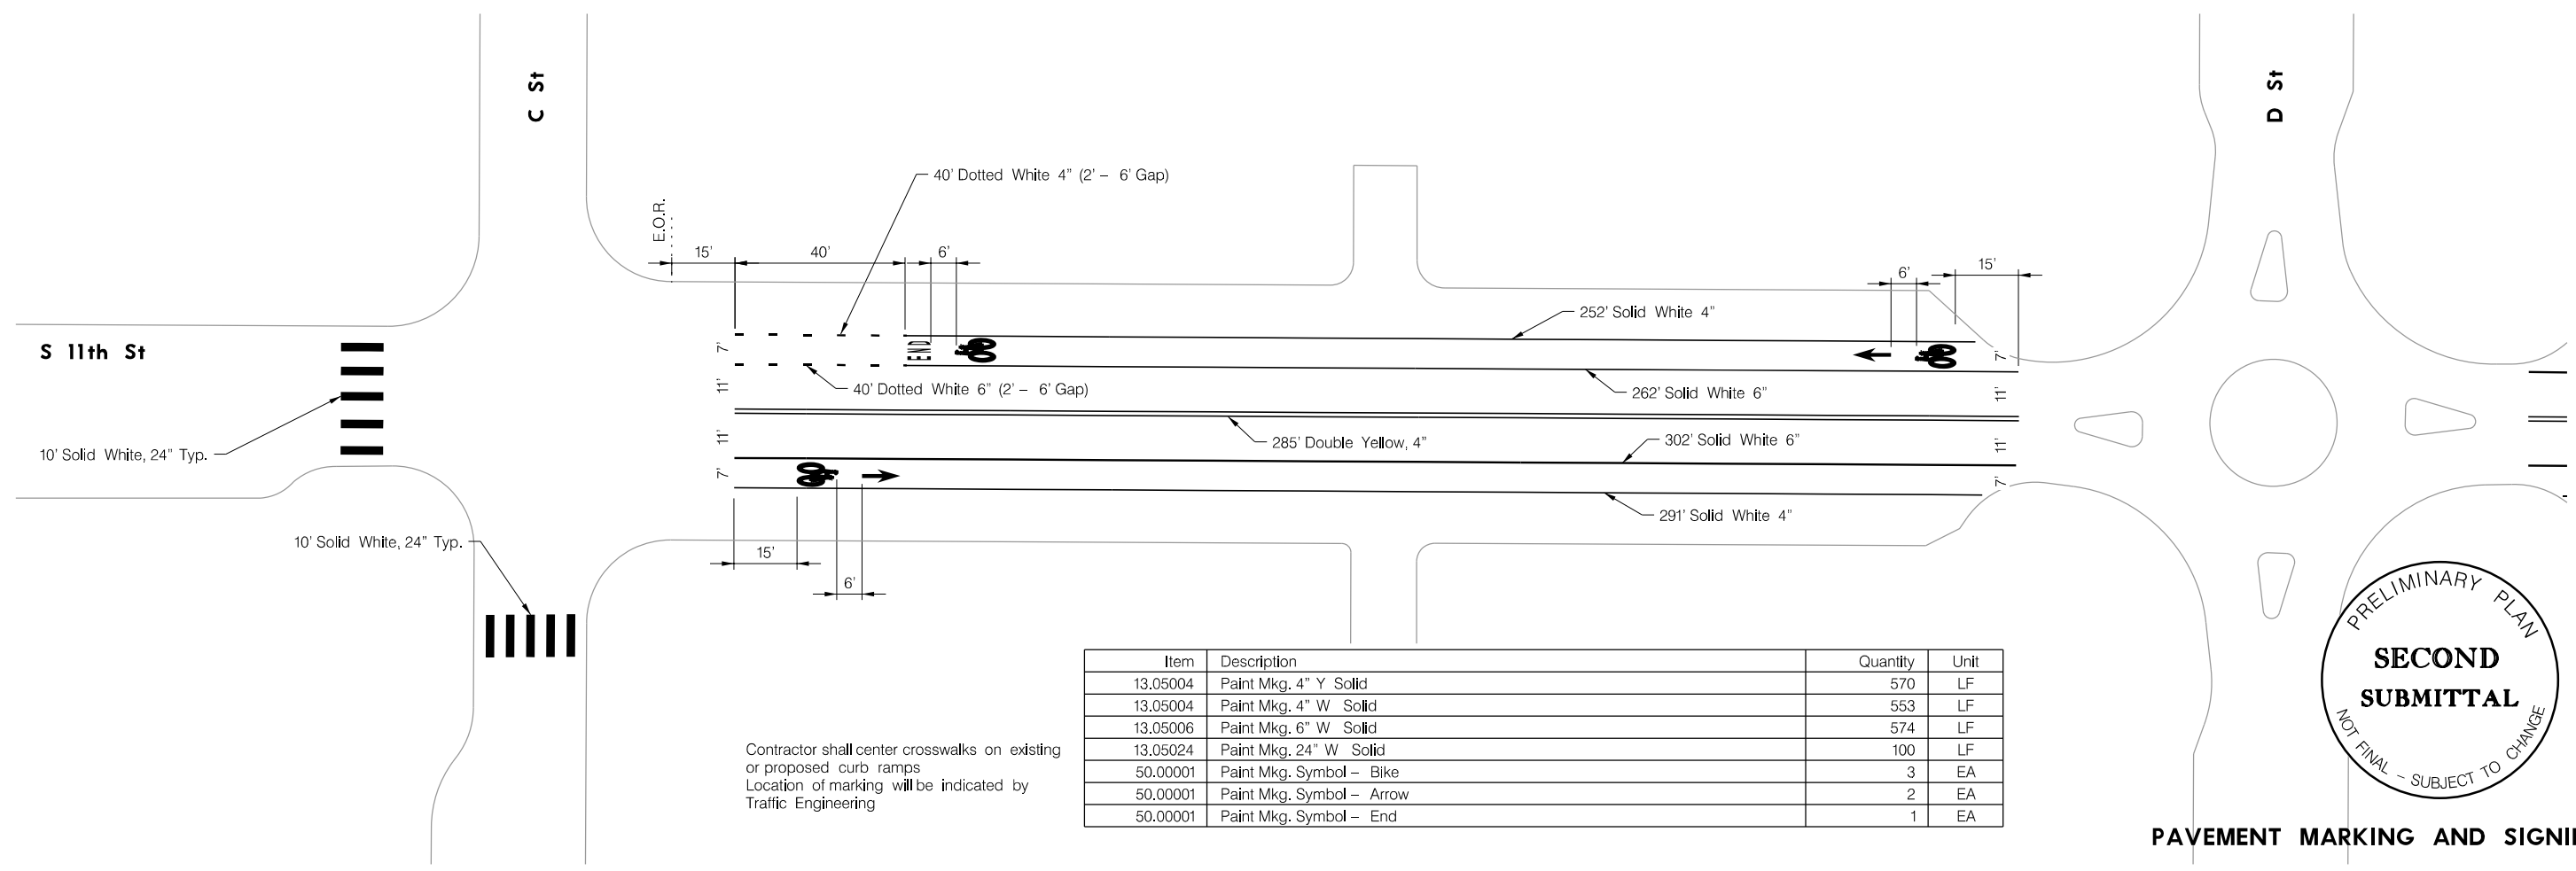 C St
D St
40' Dotted White 4" (2' - 6' Gap)
E.O.R.
15'
40'
6'
6'
15'
252' Solid White 4"
S 11th St
END
7'
7'
40' Dotted White 6" (2' - 6' Gap)
262' Solid White 6"
11'
11'
285' Double Yellow, 4"
302' Solid White 6"
11'
11'
10' Solid White, 24" Typ.
7'
7'
291' Solid White 4"
10' Solid White, 24" Typ.
15'
6'
Item Description Quantity Unit
13.05004 Paint Mkg. 4" Y Solid 570 LF
13.05004 Paint Mkg. 4" W Solid 553 LF
13.05006 Paint Mkg. 6" W Solid 574 LF
13.05024 Paint Mkg. 24" W Solid 100 LF
50.00001 Paint Mkg. Symbol - Bike 3 EA
50.00001 Paint Mkg. Symbol - Arrow 2 EA
50.00001 Paint Mkg. Symbol - End 1 EA
Contractor shall center crosswalks on existing
or proposed curb ramps
Location of marking will be indicated by
Traffic Engineering
PRELIMINARY PLAN
SECOND
SUBMITTAL
NOT FINAL - SUBJECT TO CHANGE
PAVEMENT MARKING AND SIGNI